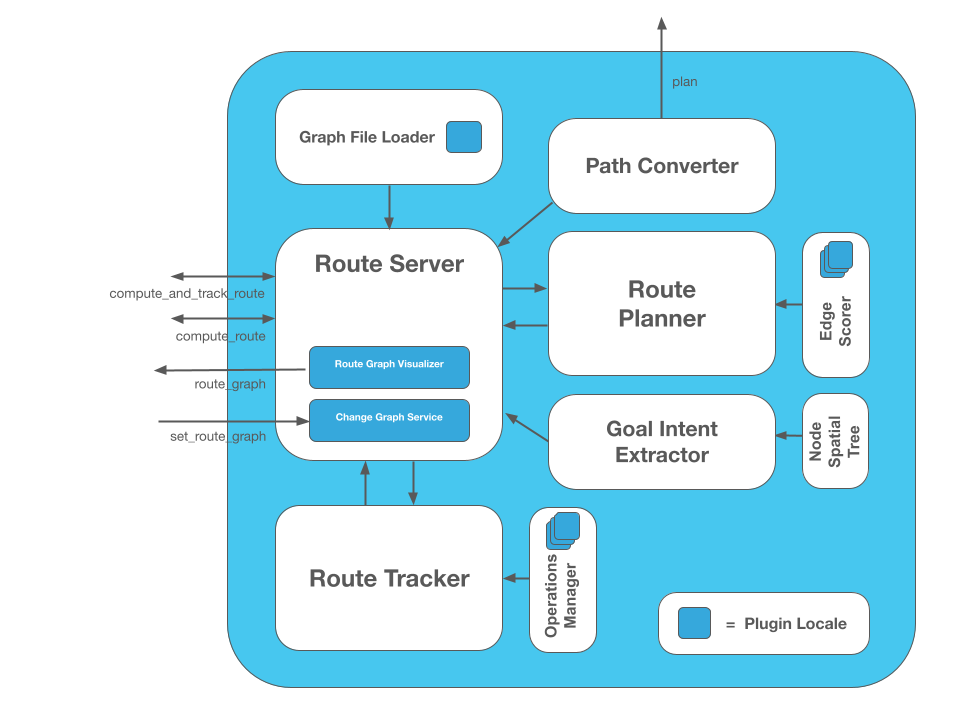 plan
Graph File Loader
Path Converter
Route Server
compute_and_track_route
compute_route
route_graph
set_route_graph
Route Graph Visualizer
Change Graph Service
Route
Planner
Edge
Scorer
Goal Intent
Extractor
Node
Spatial
Tree
Route Tracker
Operations
Manager
= Plugin Locale